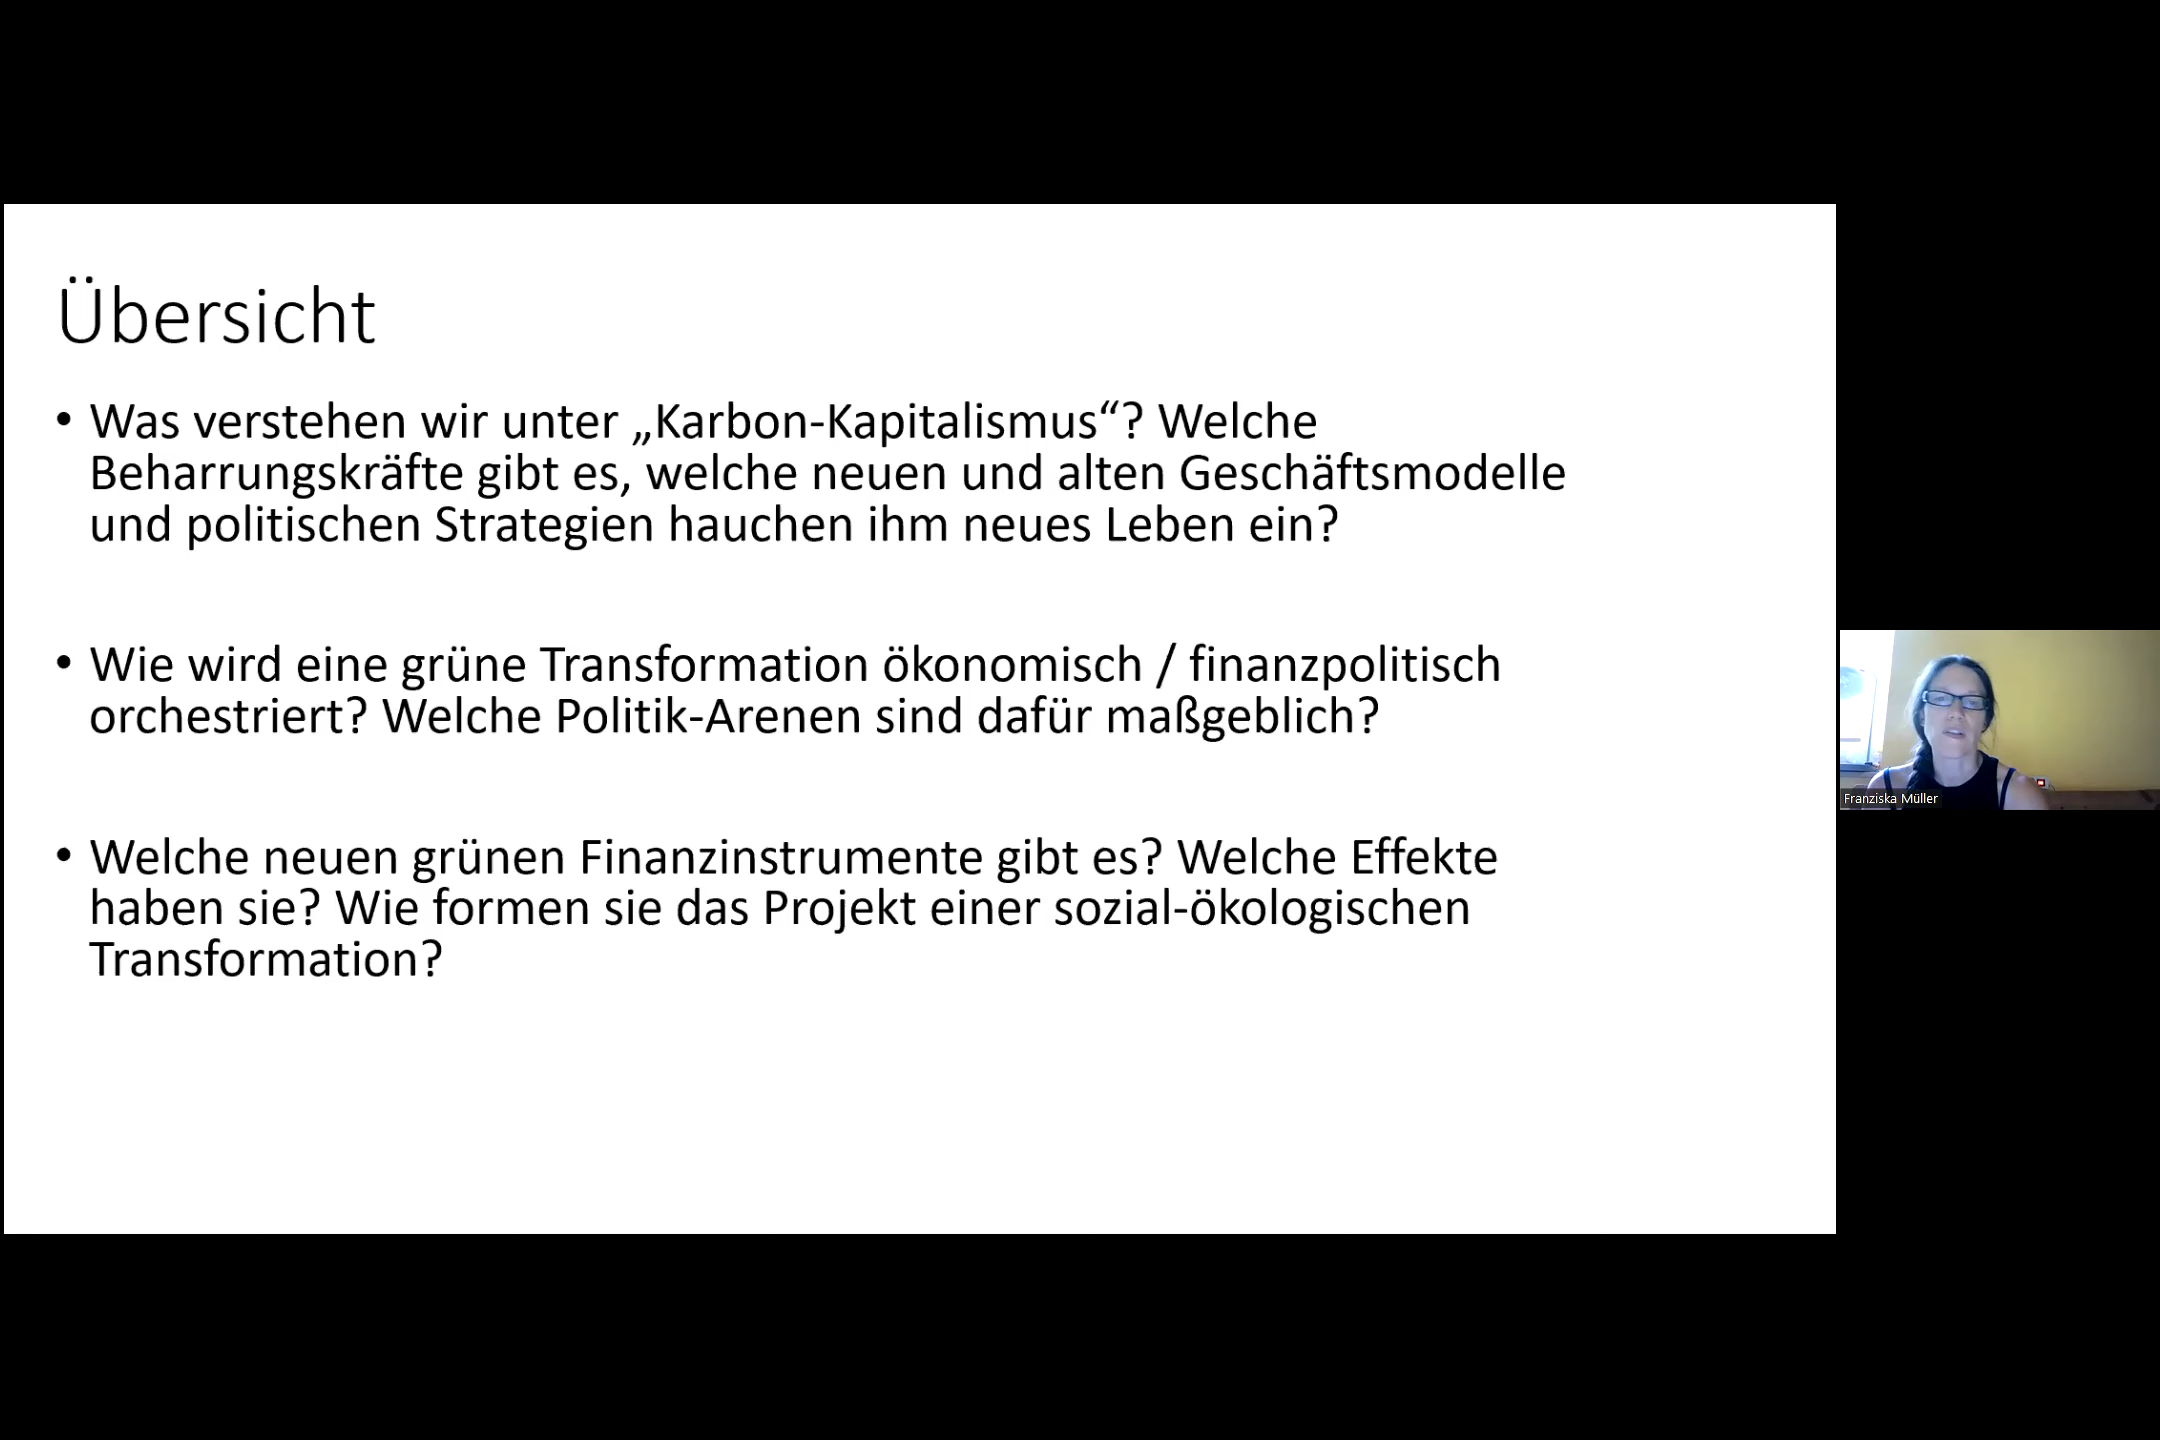 Übersicht
• Was verstehen wir unter „Karbon-Kapitalismus“? Welche
Beharrungskräfte gibt es, welche neuen und alten Geschäftsmodelle
und politischen Strategien hauchen ihm neues Leben ein?
• Wie wird eine grüne Transformation ökonomisch / finanzpolitisch
orchestriert? Welche Politik-Arenen sind dafür maßgeblich?
• Welche neuen grünen Finanzinstrumente gibt es? Welche Effekte
haben sie? Wie formen sie das Projekt einer sozial-ökologischen
Transformation?
Franziska Müller